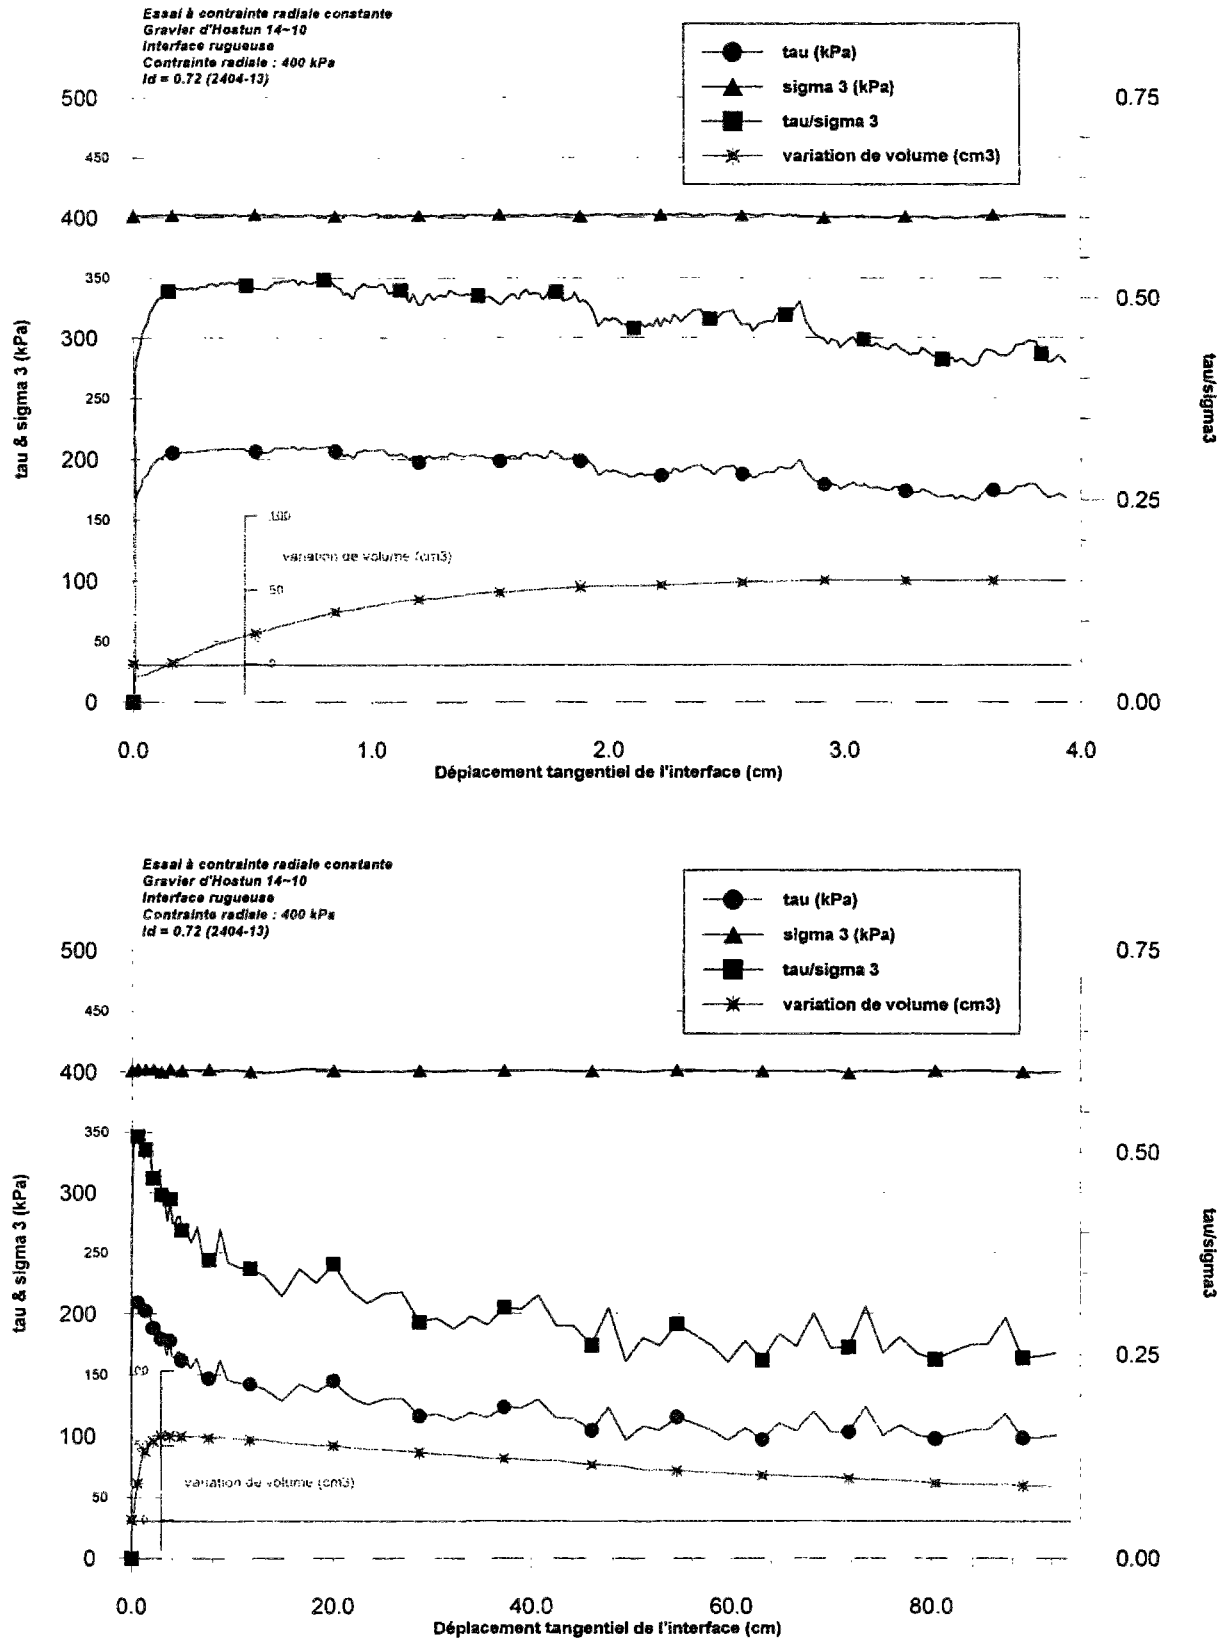 Essai à contrainte radiale constante
Gravier d'Hostun 14~10
Interface rugueuse
Contrainte radiale : 400 kPa
Id = 0.72 (2404-13)
tau (kPa)
sigma 3 (kPa)
tau/sigma 3
variation de volume (cm3)
500
450
400
350
300
250
200
150
100
50
0
tau & sigma 3 (kPa)
0.75
0.50
0.25
0.00
tau/sigma3
100
50
0
variation de volume (cm3)
0.0 1.0 2.0 3.0 4.0
Déplacement tangentiel de l'interface (cm)
Essai à contrainte radiale constante
Gravier d'Hostun 14~10
Interface rugueuse
Contrainte radiale : 400 kPa
Id = 0.72 (2404-13)
tau (kPa)
sigma 3 (kPa)
tau/sigma 3
variation de volume (cm3)
500
450
400
350
300
250
200
150
100
50
0
tau & sigma 3 (kPa)
0.75
0.50
0.25
0.00
tau/sigma3
100
0
variation de volume (cm3)
0.0 20.0 40.0 60.0 80.0
Déplacement tangentiel de l'interface (cm)